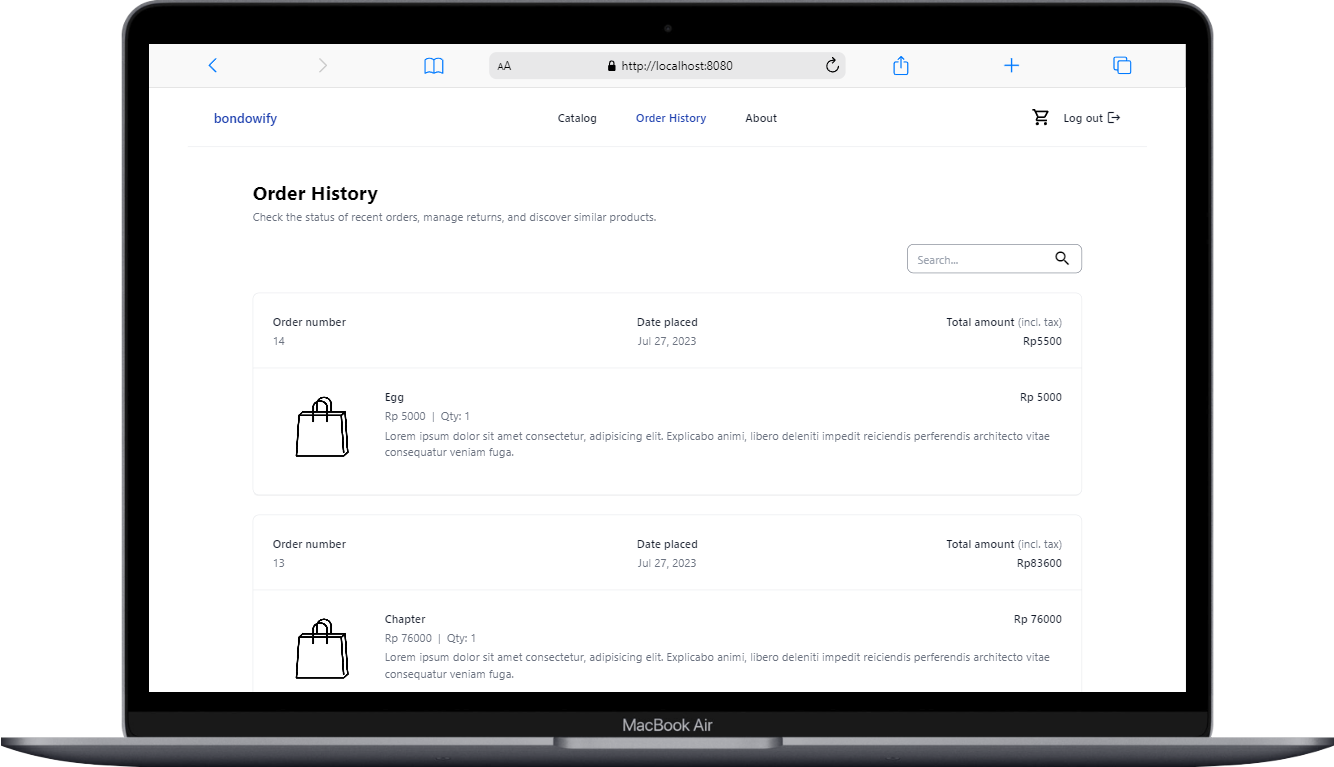 AA http://localhost:8080
bondowify Catalog Order History About Log out
Order History
Check the status of recent orders, manage returns, and discover similar products.
Search...
Order number Date placed Total amount (incl. tax)
14 Jul 27, 2023 Rp5500
Egg Rp 5000
Rp 5000 | Qty: 1
Lorem ipsum dolor sit amet consectetur, adipisicing elit. Explicabo animi, libero deleniti impedit reiciendis perferendis architecto vitae
consequatur veniam fuga.
Order number Date placed Total amount (incl. tax)
13 Jul 27, 2023 Rp83600
Chapter Rp 76000
Rp 76000 | Qty: 1
Lorem ipsum dolor sit amet consectetur, adipisicing elit. Explicabo animi, libero deleniti impedit reiciendis perferendis architecto vitae
consequatur veniam fuga.
MacBook Air